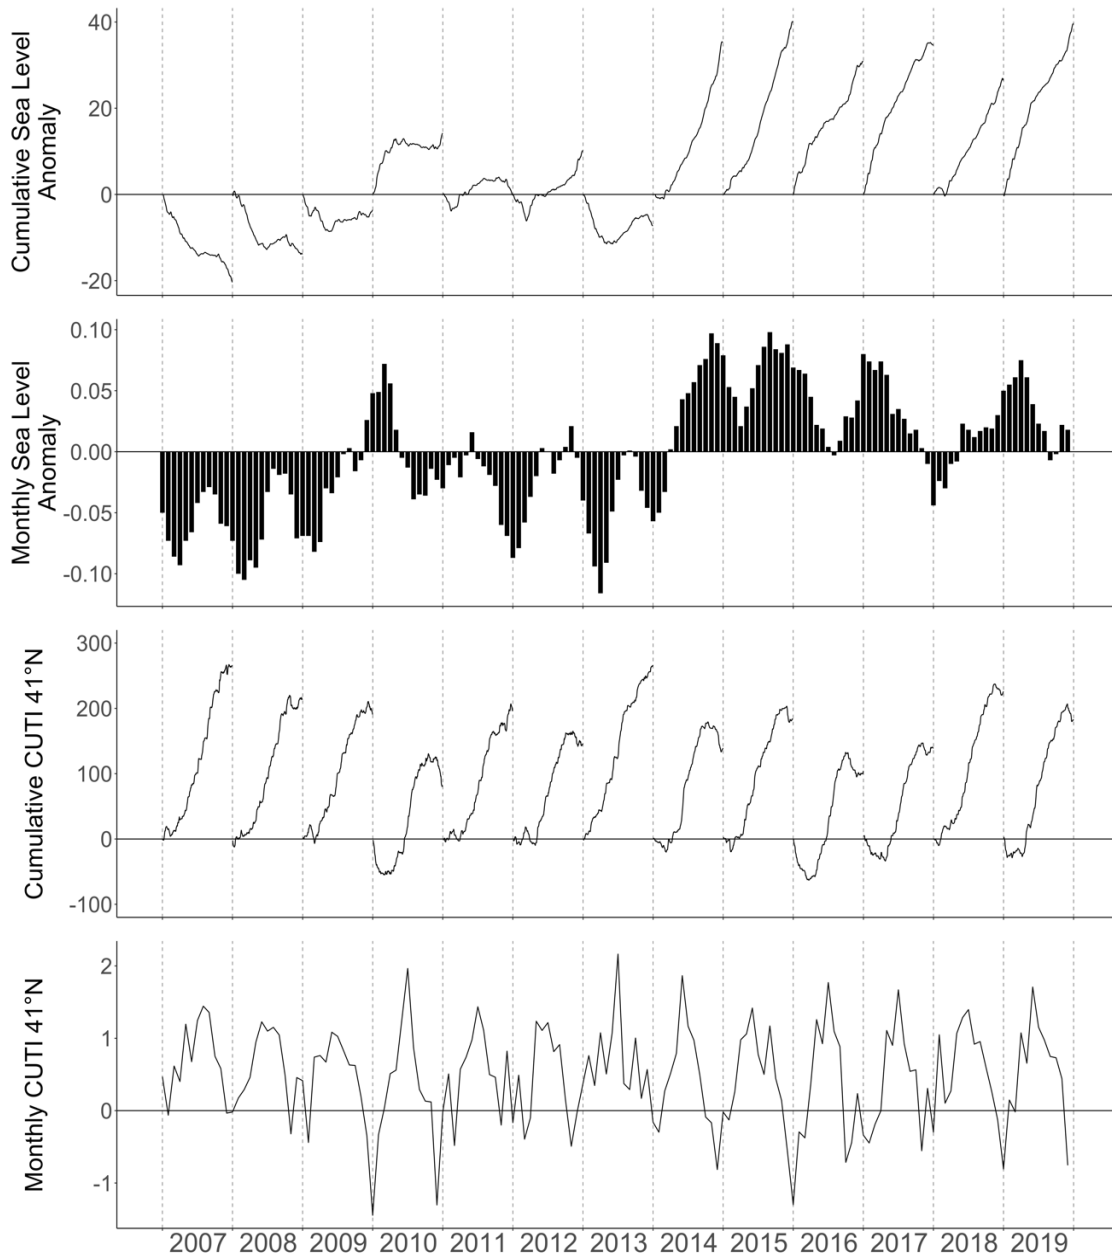 Cumulative Sea Level
Anomaly
40
20
0
-20
Monthly Sea Level
Anomaly
0.10
0.05
0.00
-0.05
-0.10
Cumulative CUTI 41°N
300
200
100
0
-100
Monthly CUTI 41°N
2
1
0
-1
2007 2008 2009 2010 2011 2012 2013 2014 2015 2016 2017 2018 2019